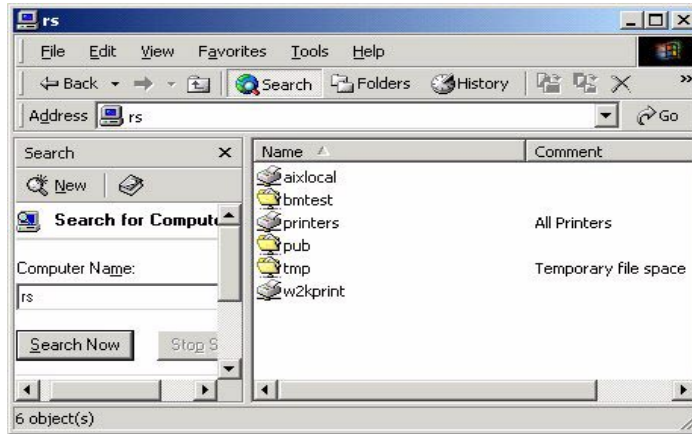 rs
File Edit View Favorites Tools Help
Back Search Folders History »
Address rs Go
Search × Name Comment
New
Search for Compute
Computer Name:
rs
Search Now Stop S
aixlocal
bmtest
printers All Printers
pub
tmp Temporary file space
w2kprint
6 object(s)